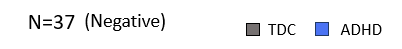 N=37 (Negative) TDC ADHD